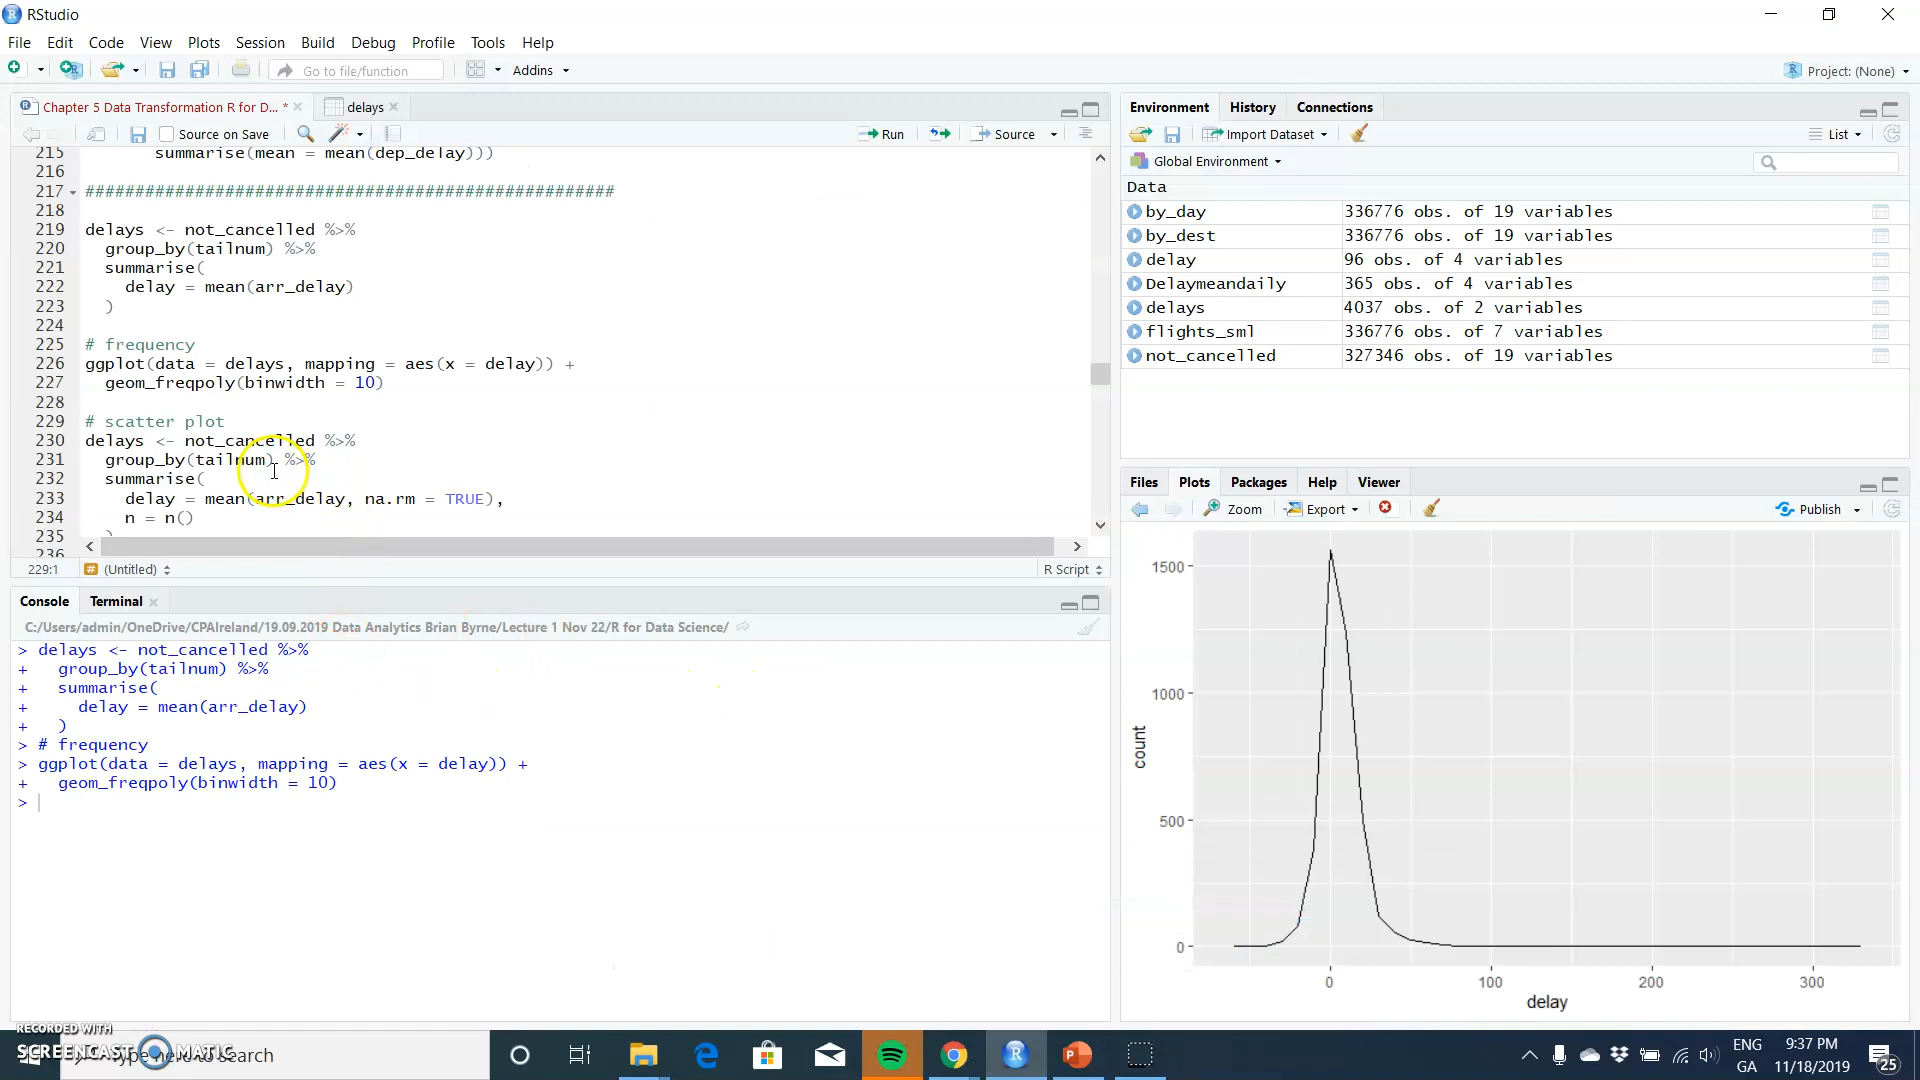 RStudio
File Edit Code View Plots Session Build Debug Profile Tools Help
Go to file/function
Addins
Project: (None)
Chapter 5 Data Transformation R for D... *
delays
Source on Save
Run
Source
215 summarise(mean = mean(dep_delay)))
216
217 #####################################################
218
219 delays <- not_cancelled %>%
220 group_by(tailnum) %>%
221 summarise(
222 delay = mean(arr_delay)
223 )
224
225 # frequency
226 ggplot(data = delays, mapping = aes(x = delay)) +
227 geom_freqpoly(binwidth = 10)
228
229 # scatter plot
230 delays <- not_cancelled %>%
231 group_by(tailnum) %>%
232 summarise(
233 delay = mean(arr_delay, na.rm = TRUE),
234 n = n()
235 )
236
229:1 (Untitled) R Script
Console Terminal
C:/Users/admin/OneDrive/CPAIreland/19.09.2019 Data Analytics Brian Byrne/Lecture 1 Nov 22/R for Data Science/
> delays <- not_cancelled %>%
+ group_by(tailnum) %>%
+ summarise(
+ delay = mean(arr_delay)
+ )
> # frequency
> ggplot(data = delays, mapping = aes(x = delay)) +
+ geom_freqpoly(binwidth = 10)
>
Environment History Connections
Import Dataset
List
Global Environment
Data
by_day 336776 obs. of 19 variables
by_dest 336776 obs. of 19 variables
delay 96 obs. of 4 variables
Delaymeandaily 365 obs. of 4 variables
delays 4037 obs. of 2 variables
flights_sml 336776 obs. of 7 variables
not_cancelled 327346 obs. of 19 variables
Files Plots Packages Help Viewer
Zoom Export Publish
1500
1000
500
0
count
0 100 200 300
delay
RECORDED WITH
SCREENCAST MATIC
Type here to search
ENG
GA
9:37 PM
11/18/2019
25